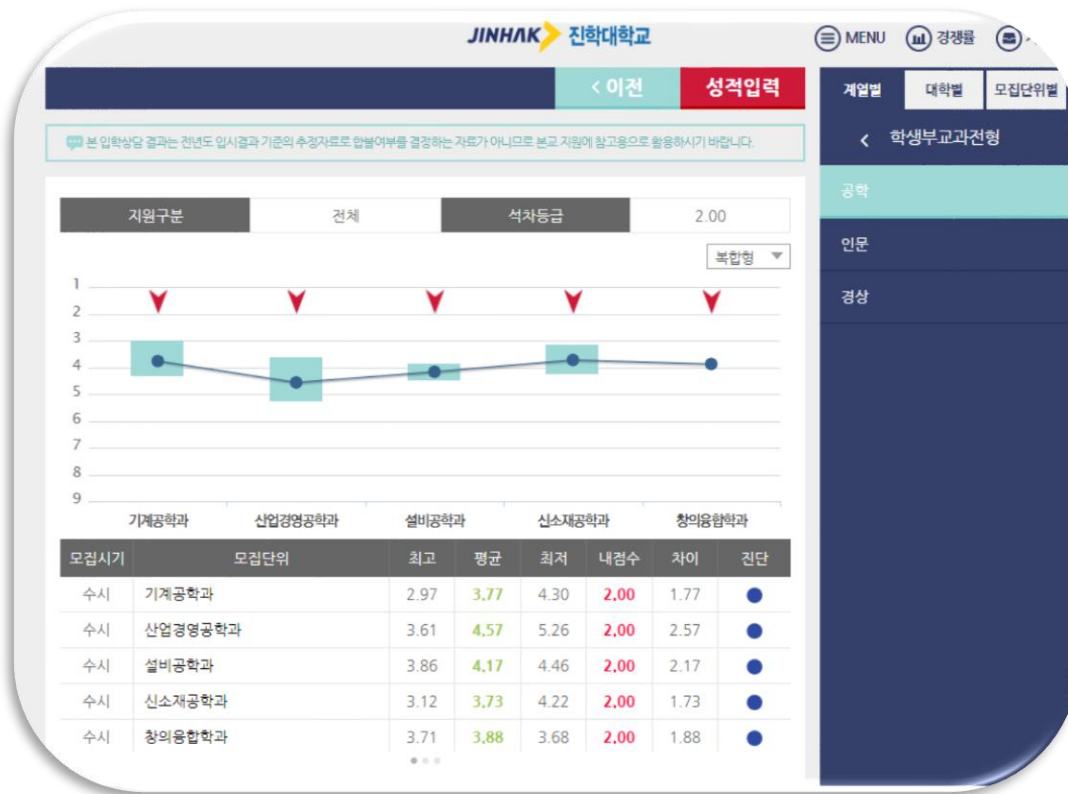 JINHAK 진학대학교
MENU 경쟁률
< 이전 성적입력
계열별 대학별 모집단위별
< 학생부교과전형
본 입학상담 결과는 전년도 입시결과 기준의 추정자료로 합불여부를 결정하는 자료가 아니므로 본교 지원에 참고용으로 활용하시기 바랍니다.
공학
인문
경상
지원구분 전체 석차등급 2.00
복합형
1
2
3
4
5
6
7
8
9
기계공학과 산업경영공학과 설비공학과 신소재공학과 창의융합학과
모집시기 모집단위 최고 평균 최저 내점수 차이 진단
수시 기계공학과 2.97 3.77 4.30 2.00 1.77
수시 산업경영공학과 3.61 4.57 5.26 2.00 2.57
수시 설비공학과 3.86 4.17 4.46 2.00 2.17
수시 신소재공학과 3.12 3.73 4.22 2.00 1.73
수시 창의융합학과 3.71 3.88 3.68 2.00 1.88